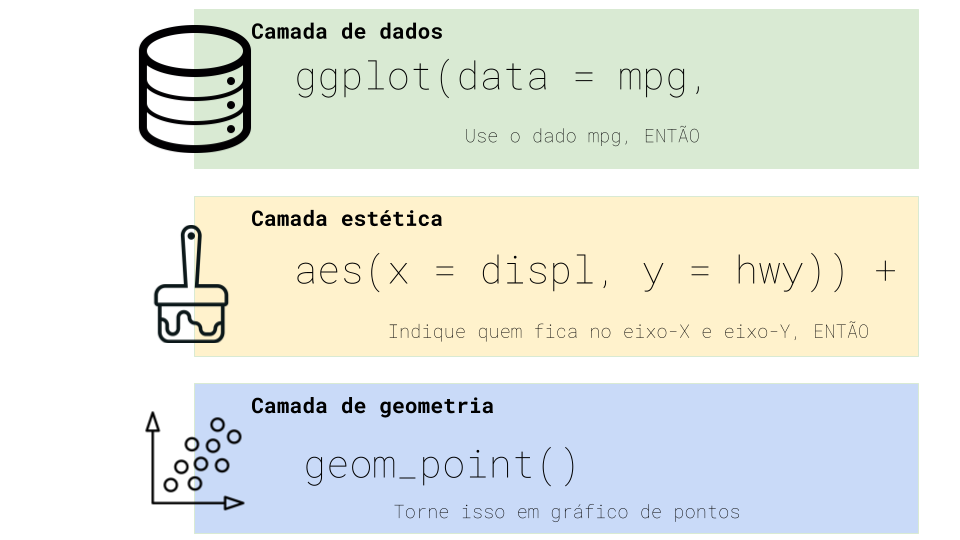 Camada de dados
ggplot(data = mpg,
Use o dado mpg, ENTÃO
Camada estética
aes(x = displ, y = hwy)) +
Indique quem fica no eixo-X e eixo-Y, ENTÃO
Camada de geometria
geom_point()
Torne isso em gráfico de pontos